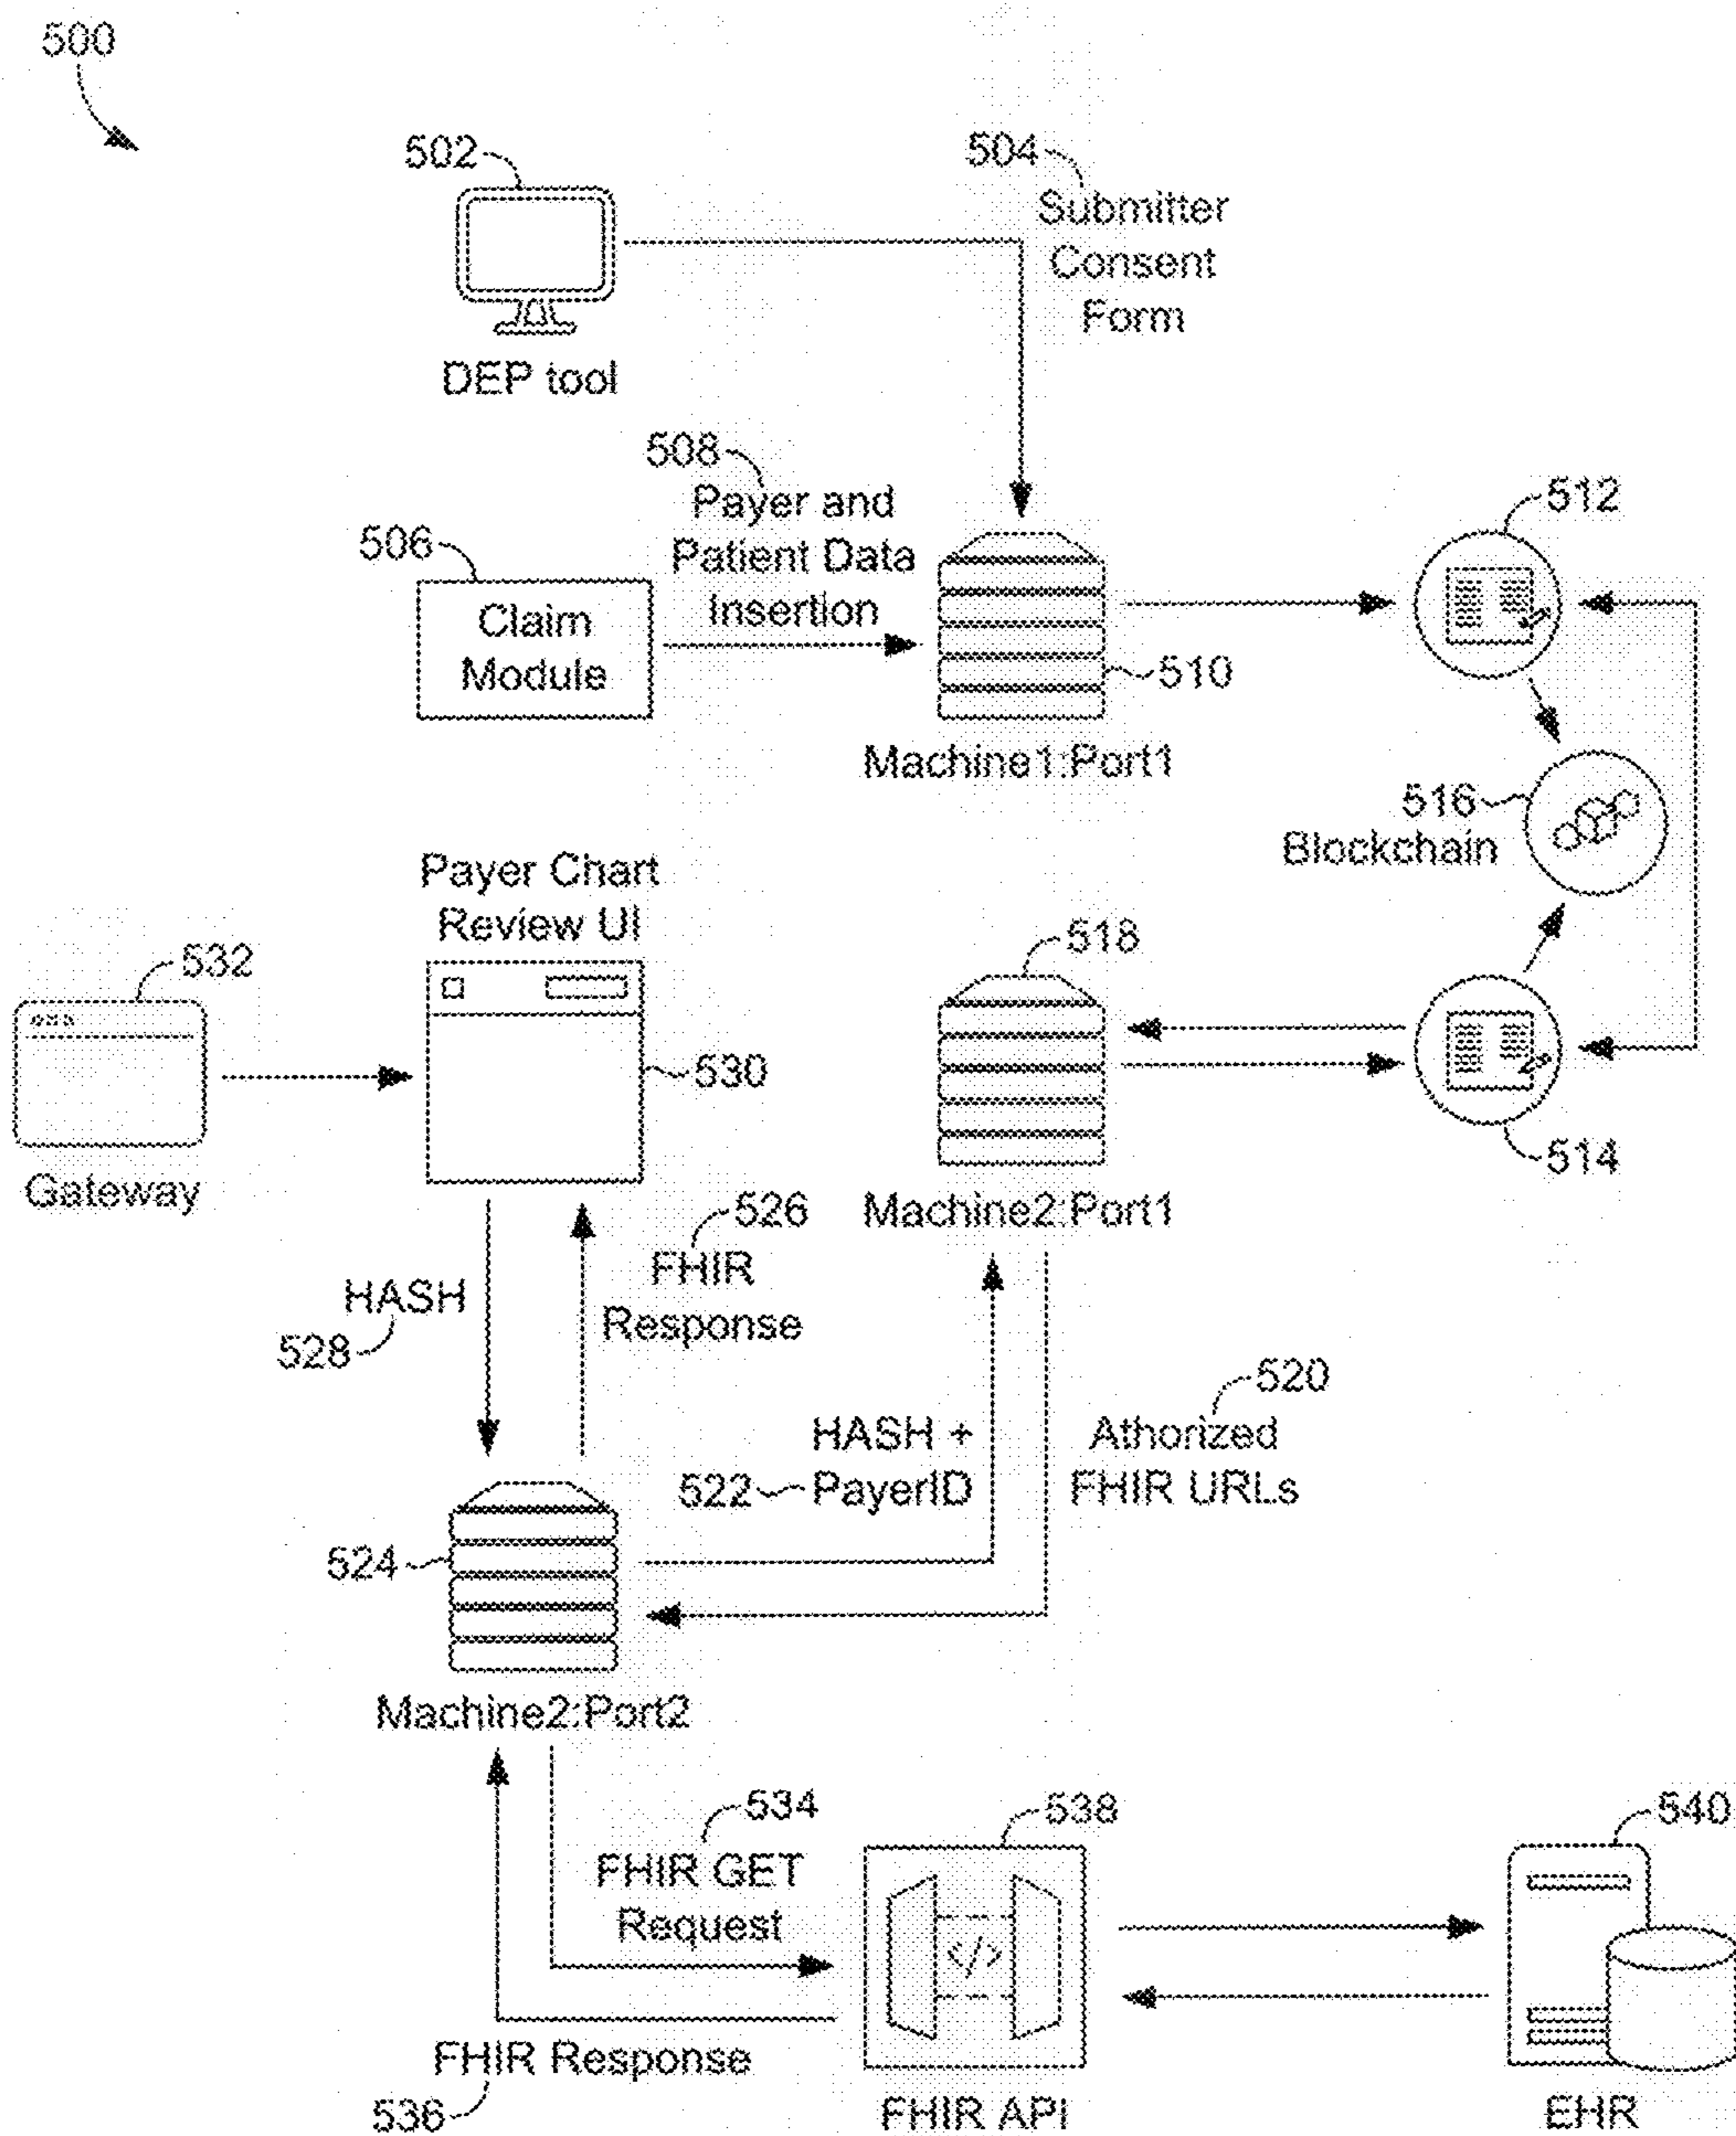 500
502
504
Submitter
Consent
Form
DEP tool
508
Payer and
Patient Data
Insertion
506
Claim
Module
510
Machine1:Port1
512
516
Blockchain
Payer Chart
Review UI
532
Gateway
530
518
Machine2:Port1
514
526
FHIR
Response
HASH
528
520
Athorized
FHIR URLs
HASH +
522
PayerID
524
Machine2:Port2
534
FHIR GET
Request
538
</>
540
FHIR Response
536
FHIR API
EHR